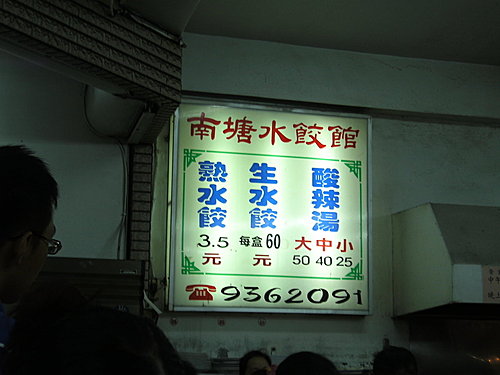 南塘水餃館
熟水餃
3.5
元
生水餃
每盒60
元
酸辣湯
大中小
50 40 25
☎9362091